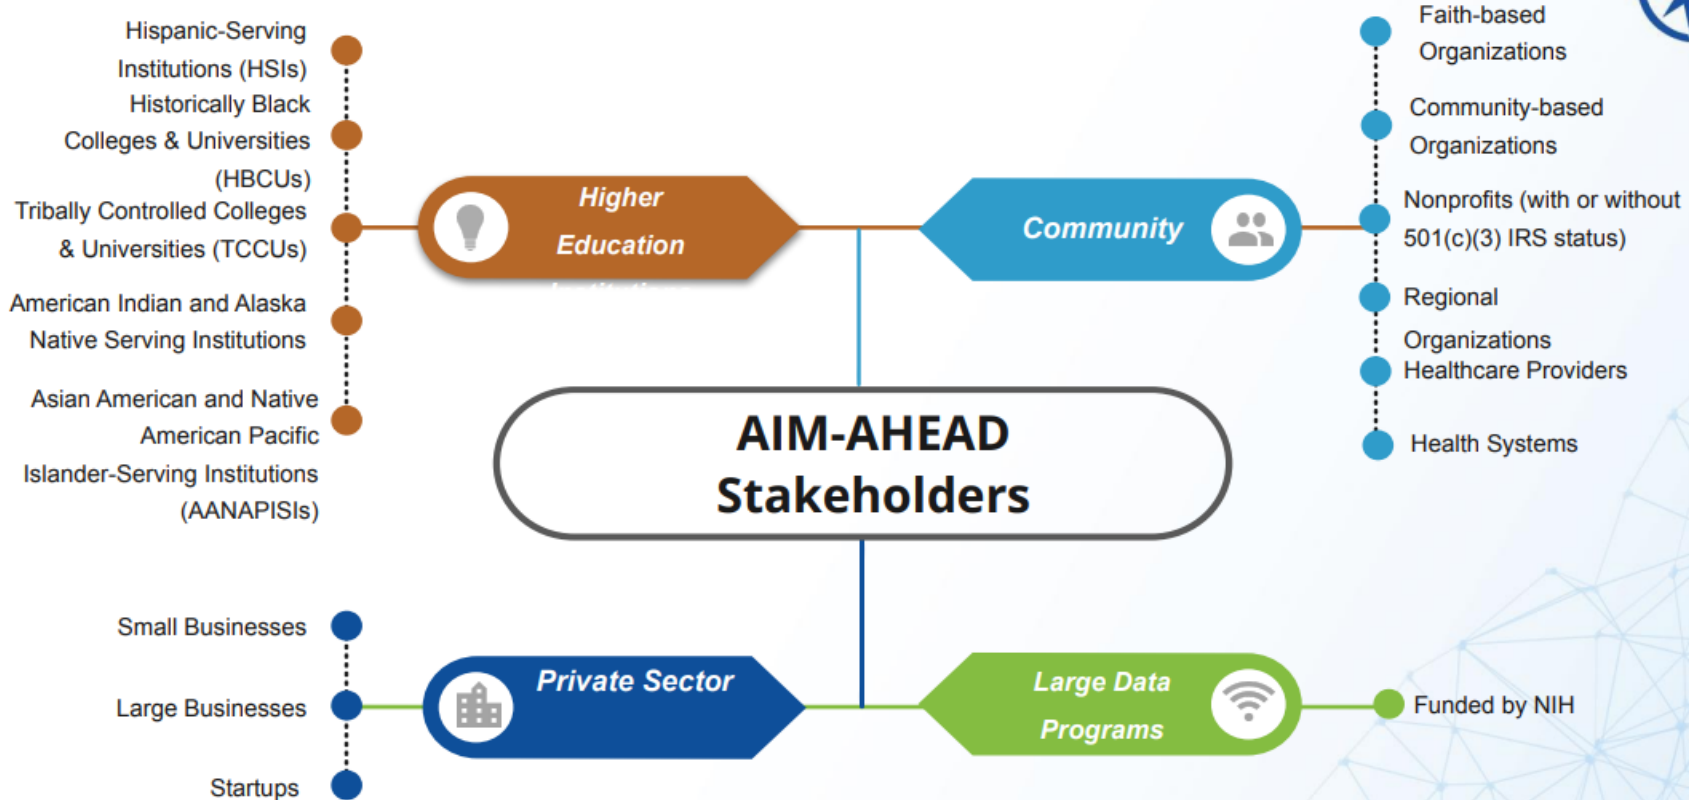 Hispanic-Serving
Institutions (HSIs)
Historically Black
Colleges & Universities
(HBCUs)
Tribally Controlled Colleges
& Universities (TCCUs)
American Indian and Alaska
Native Serving Institutions
Asian American and Native
American Pacific
Islander-Serving Institutions
(AANAPISIs)
Higher
Education
Community
Faith-based
Organizations
Community-based
Organizations
Nonprofits (with or without
501(c)(3) IRS status)
Regional
Organizations
Healthcare Providers
Health Systems
AIM-AHEAD
Stakeholders
Small Businesses
Large Businesses
Startups
Private Sector
Large Data
Programs
Funded by NIH